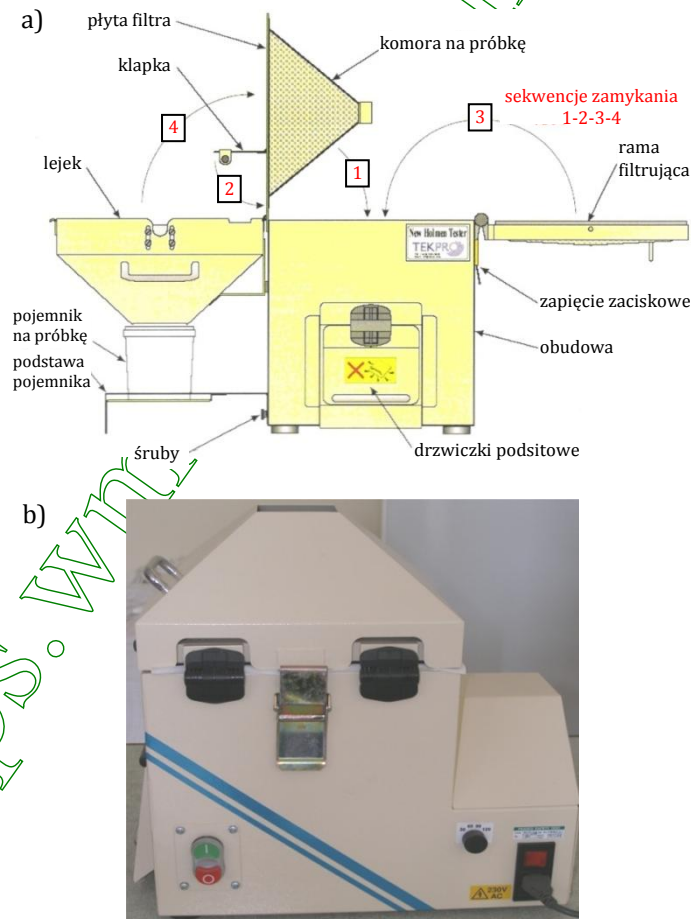 a)
płyta filtra
komora na próbkę
klapka
sekwencje zamykania
1-2-3-4
4
3
rama
filtrująca
lejek
2
1
New Holmen Tester
TEKPRO
zapięcie zaciskowe
pojemnik
na próbkę
obudowa
podstawa
pojemnika
śruby
drzwiczki podsitowe
b)
230V
AC